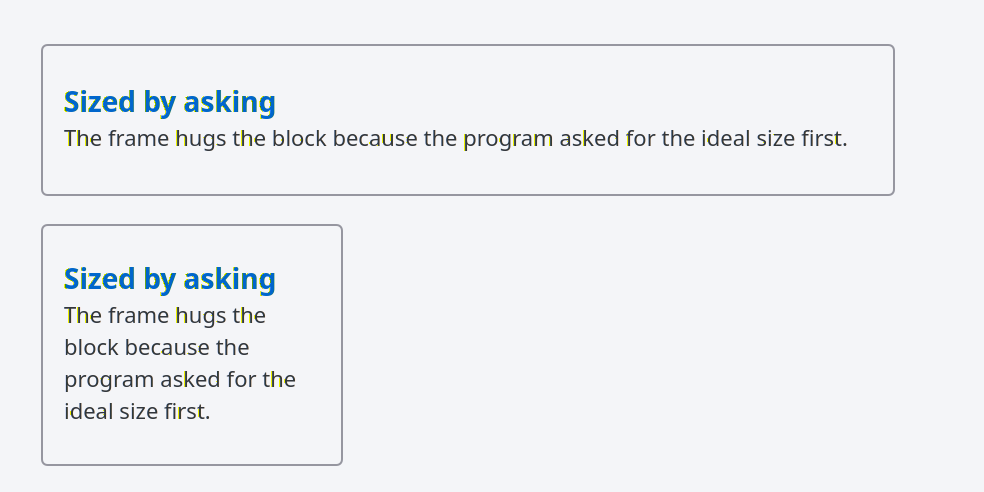 Sized by asking
The frame hugs the block because the program asked for the ideal size first.
Sized by asking
The frame hugs the
block because the
program asked for the
ideal size first.